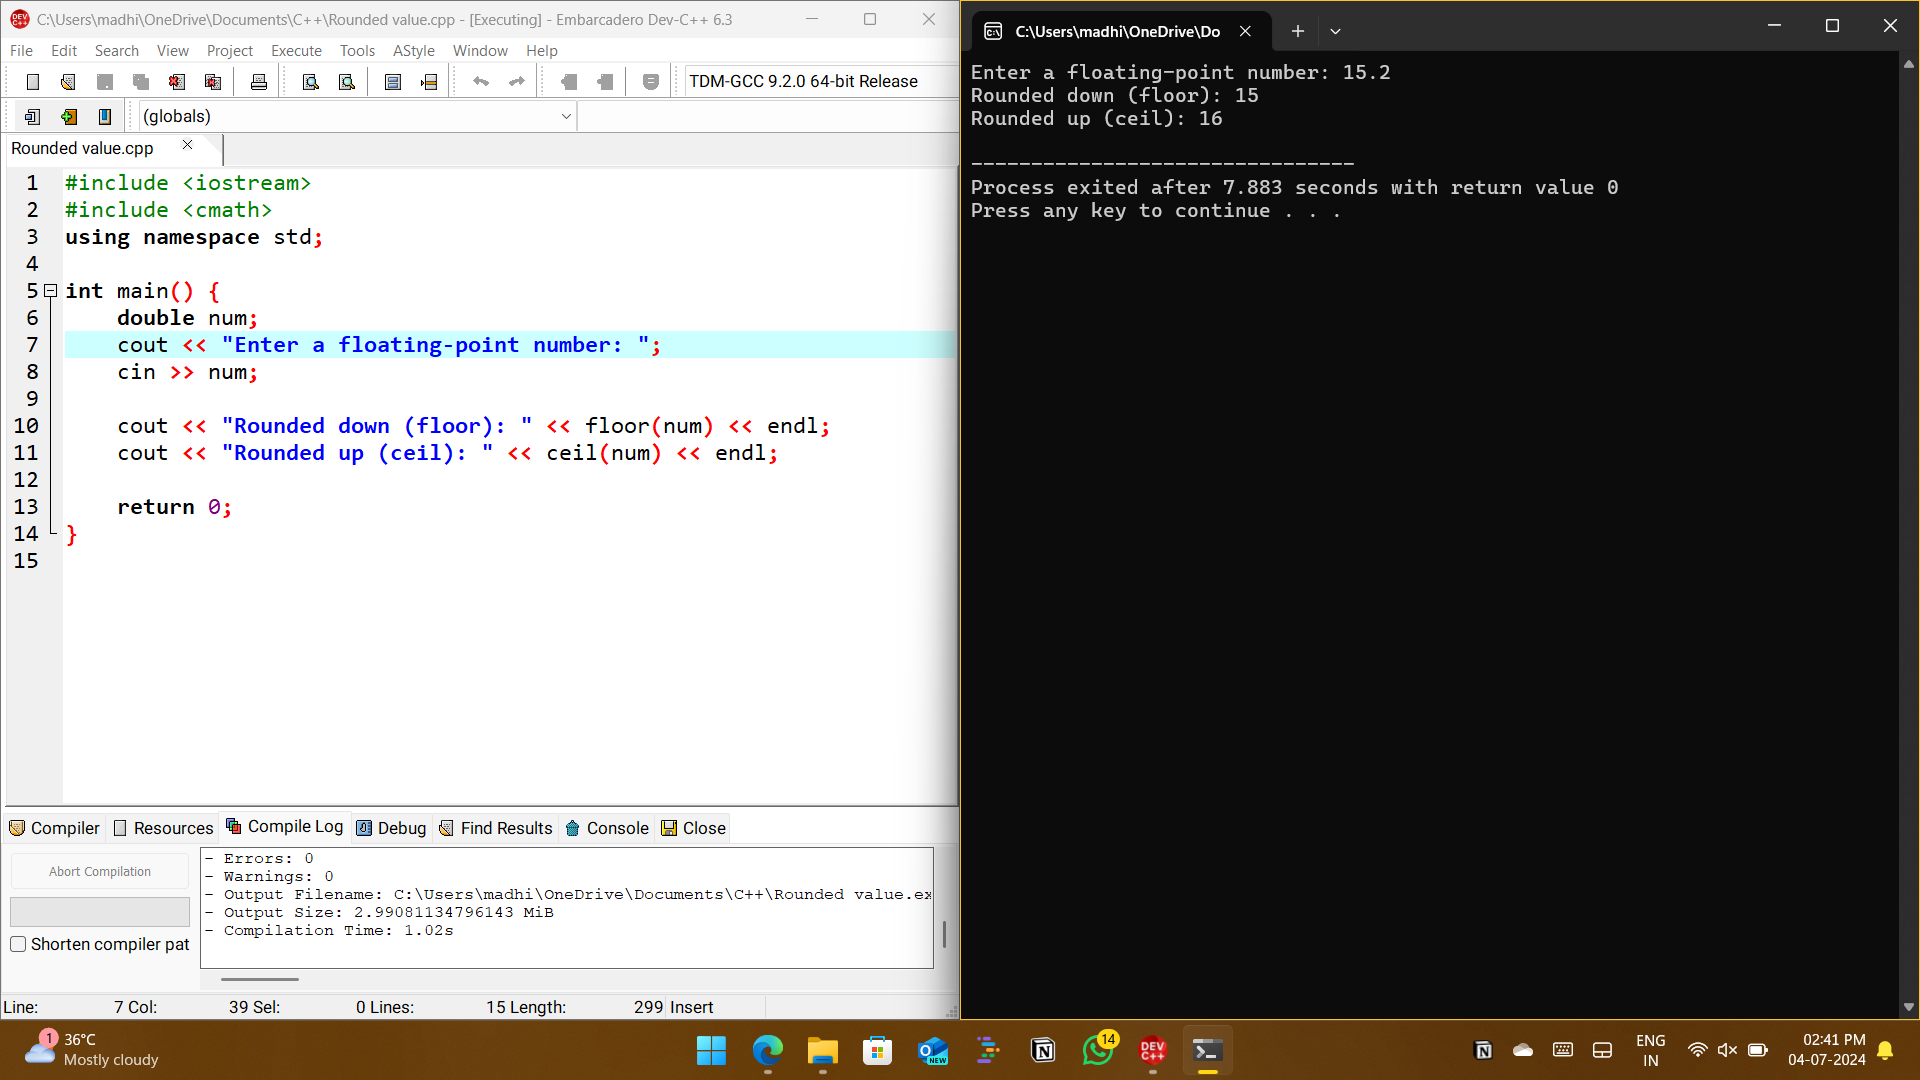 C:\Users\madhi\OneDrive\Documents\C++\Rounded value.cpp - [Executing] - Embarcadero Dev-C++ 6.3
File Edit Search View Project Execute Tools AStyle Window Help
TDM-GCC 9.2.0 64-bit Release
(globals)
Rounded value.cpp
1 #include <iostream>
2 #include <cmath>
3 using namespace std;
4
5 int main() {
6 double num;
7 cout << "Enter a floating-point number: ";
8 cin >> num;
9
10 cout << "Rounded down (floor): " << floor(num) << endl;
11 cout << "Rounded up (ceil): " << ceil(num) << endl;
12
13 return 0;
14 }
15
Compiler Resources Compile Log Debug Find Results Console Close
Abort Compilation
Shorten compiler pat
- Errors: 0
- Warnings: 0
- Output Filename: C:\Users\madhi\OneDrive\Documents\C++\Rounded value.ex
- Output Size: 2.99081134796143 MiB
- Compilation Time: 1.02s
Line: 7 Col: 39 Sel: 0 Lines: 15 Length: 299 Insert
C:\Users\madhi\OneDrive\Do
Enter a floating-point number: 15.2
Rounded down (floor): 15
Rounded up (ceil): 16
--------------------------------
Process exited after 7.883 seconds with return value 0
Press any key to continue . . .
1
36°C
Mostly cloudy
NEW
14
DEV
C++
ENG
IN
02:41 PM
04-07-2024